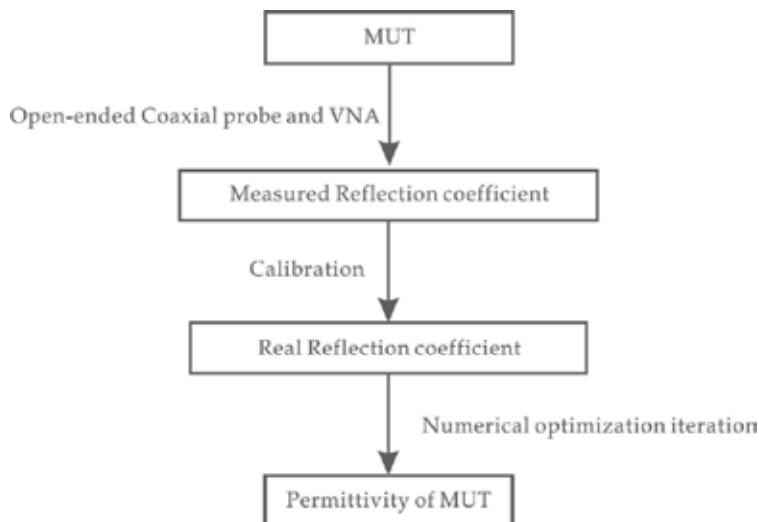 MUT
Open-ended Coaxial probe and VNA
Measured Reflection coefficient
Calibration
Real Reflection coefficient
Numerical optimization iteration
Permittivity of MUT